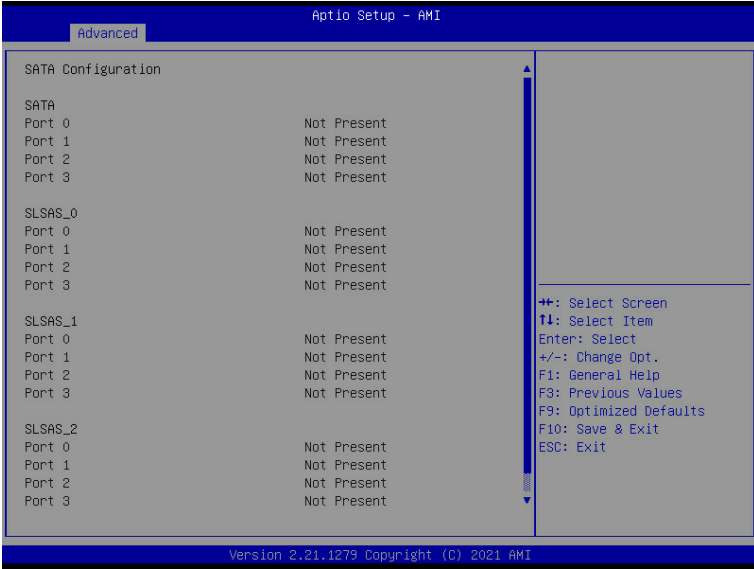 Aptio Setup – AMI
Advanced
SATA Configuration
SATA
Port 0 Not Present
Port 1 Not Present
Port 2 Not Present
Port 3 Not Present
SLSAS_0
Port 0 Not Present
Port 1 Not Present
Port 2 Not Present
Port 3 Not Present
SLSAS_1
Port 0 Not Present
Port 1 Not Present
Port 2 Not Present
Port 3 Not Present
SLSAS_2
Port 0 Not Present
Port 1 Not Present
Port 2 Not Present
Port 3 Not Present
→←: Select Screen
↑↓: Select Item
Enter: Select
+/-: Change Opt.
F1: General Help
F3: Previous Values
F9: Optimized Defaults
F10: Save & Exit
ESC: Exit
Version 2.21.1279 Copyright (C) 2021 AMI